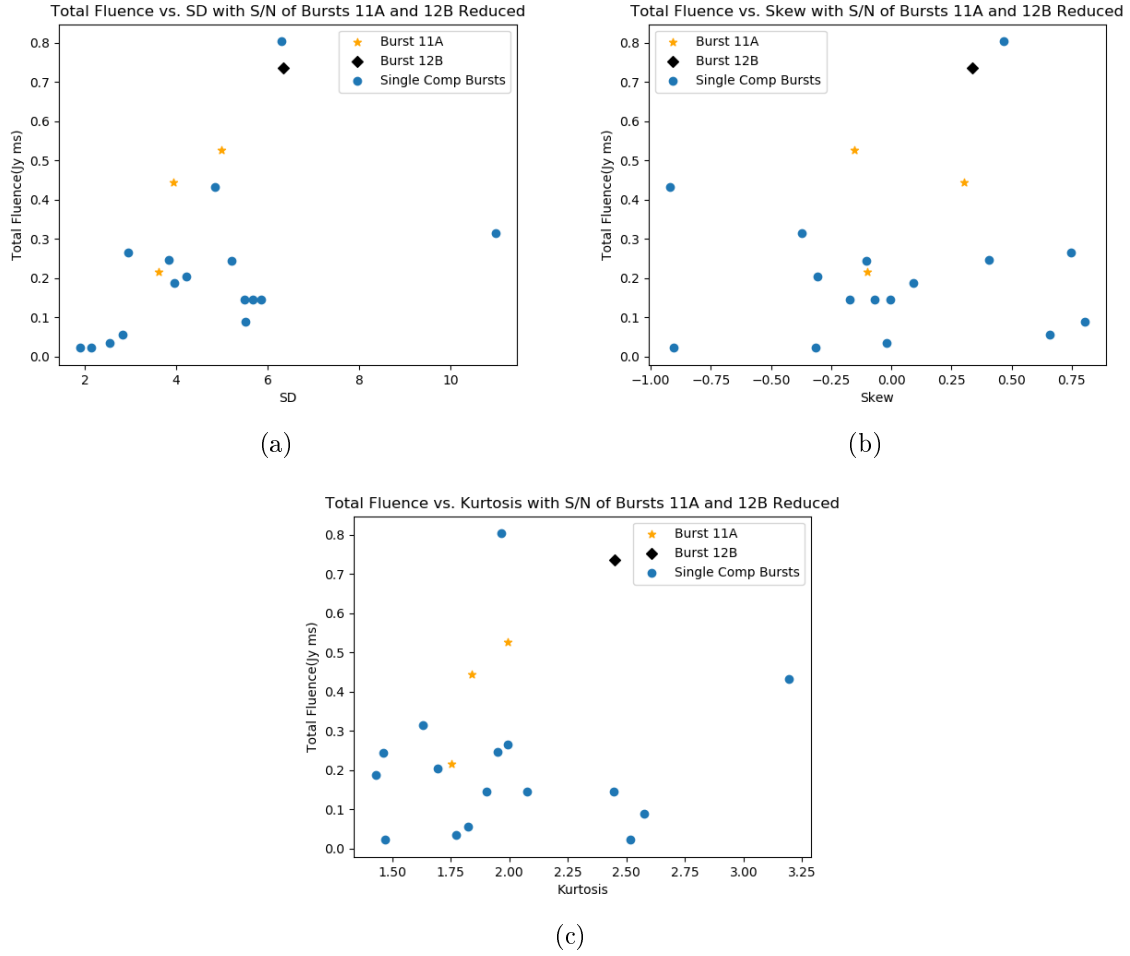 Total Fluence vs. SD with S/N of Bursts 11A and 12B Reduced
Total Fluence(Jy ms)
0.8
0.7
0.6
0.5
0.4
0.3
0.2
0.1
0.0
Burst 11A
Burst 12B
Single Comp Bursts
2 4 6 8 10
SD
(a)
Total Fluence vs. Skew with S/N of Bursts 11A and 12B Reduced
Total Fluence(Jy ms)
0.8
0.7
0.6
0.5
0.4
0.3
0.2
0.1
0.0
Burst 11A
Burst 12B
Single Comp Bursts
−1.00 −0.75 −0.50 −0.25 0.00 0.25 0.50 0.75
Skew
(b)
Total Fluence vs. Kurtosis with S/N of Bursts 11A and 12B Reduced
Total Fluence(Jy ms)
0.8
0.7
0.6
0.5
0.4
0.3
0.2
0.1
0.0
Burst 11A
Burst 12B
Single Comp Bursts
1.50 1.75 2.00 2.25 2.50 2.75 3.00 3.25
Kurtosis
(c)